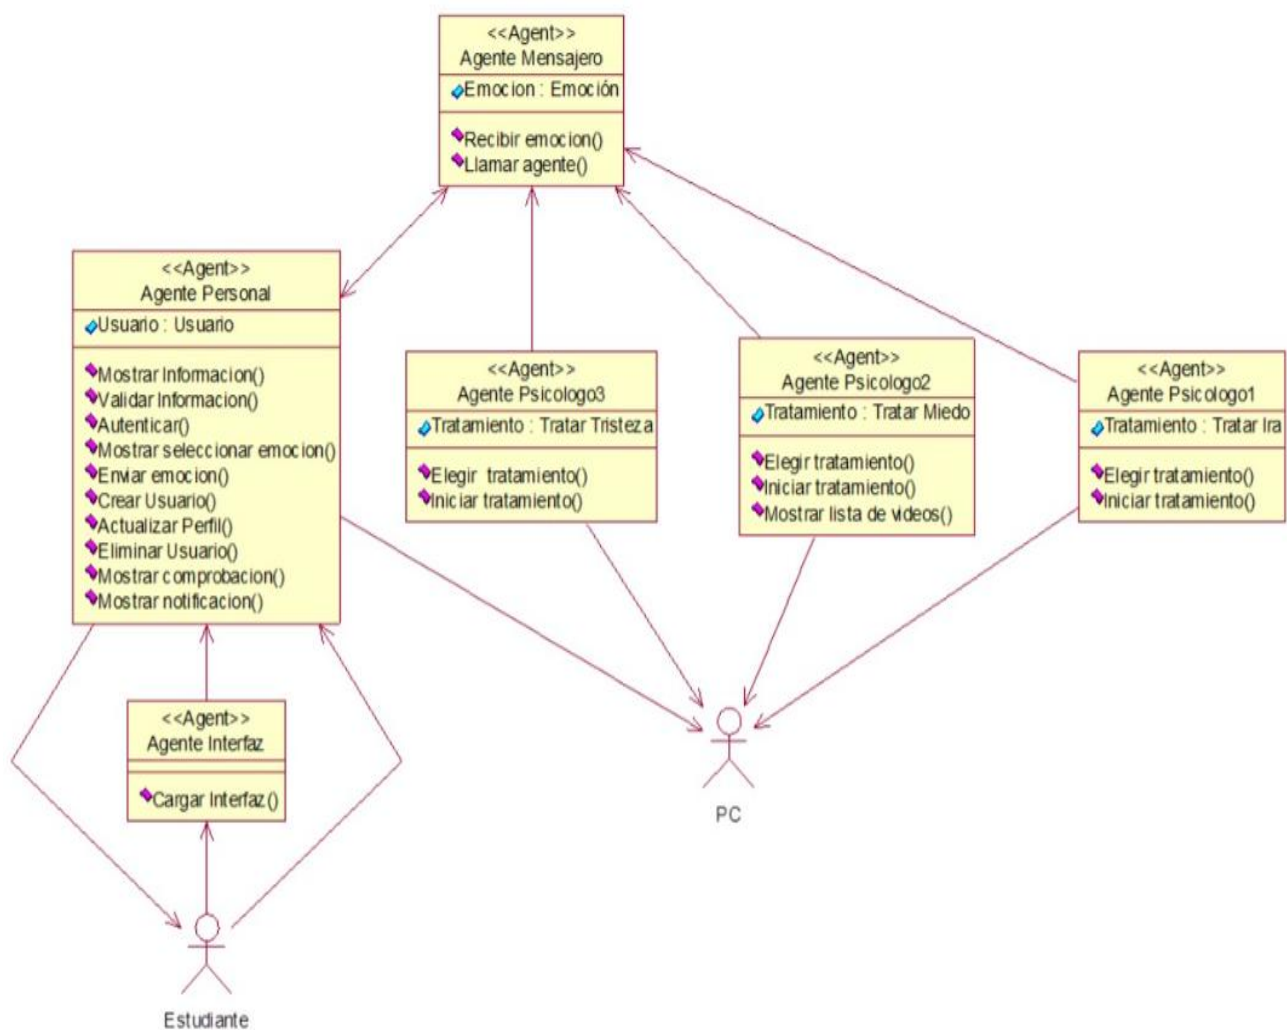 <<Agent>>
Agente Mensajero
Emocion : Emoción
Recibir emocion()
Llamar agente()
<<Agent>>
Agente Personal
Usuario : Usuario
Mostrar Informacion()
Validar Informacion()
Autenticar()
Mostrar seleccionar emocion()
Enviar emocion()
Crear Usuario()
Actualizar Perfil()
Eliminar Usuario()
Mostrar comprobacion()
Mostrar notificacion()
<<Agent>>
Agente Psicologo3
Tratamiento : Tratar Tristeza
Elegir tratamiento()
Iniciar tratamiento()
<<Agent>>
Agente Psicologo2
Tratamiento : Tratar Miedo
Elegir tratamiento()
Iniciar tratamiento()
Mostrar lista de videos()
<<Agent>>
Agente Psicologo1
Tratamiento : Tratar Ira
Elegir tratamiento()
Iniciar tratamiento()
<<Agent>>
Agente Interfaz
Cargar Interfaz()
PC
Estudiante